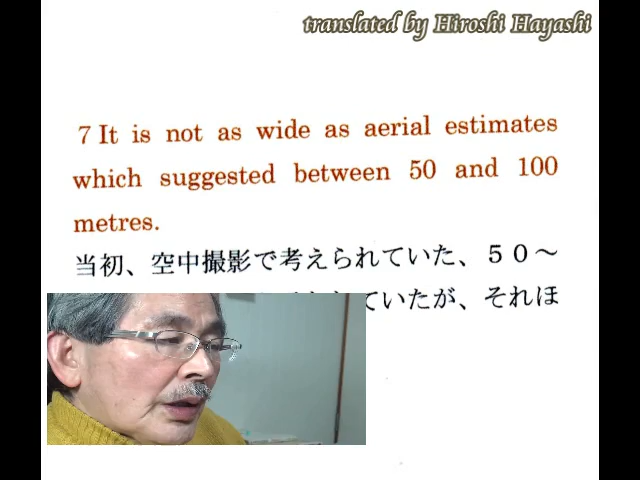 translated by Hiroshi Hayashi
7 It is not as wide as aerial estimates
which suggested between 50 and 100
metres.
当初、空中撮影で考えられていた、５０～
ていたが、それほ